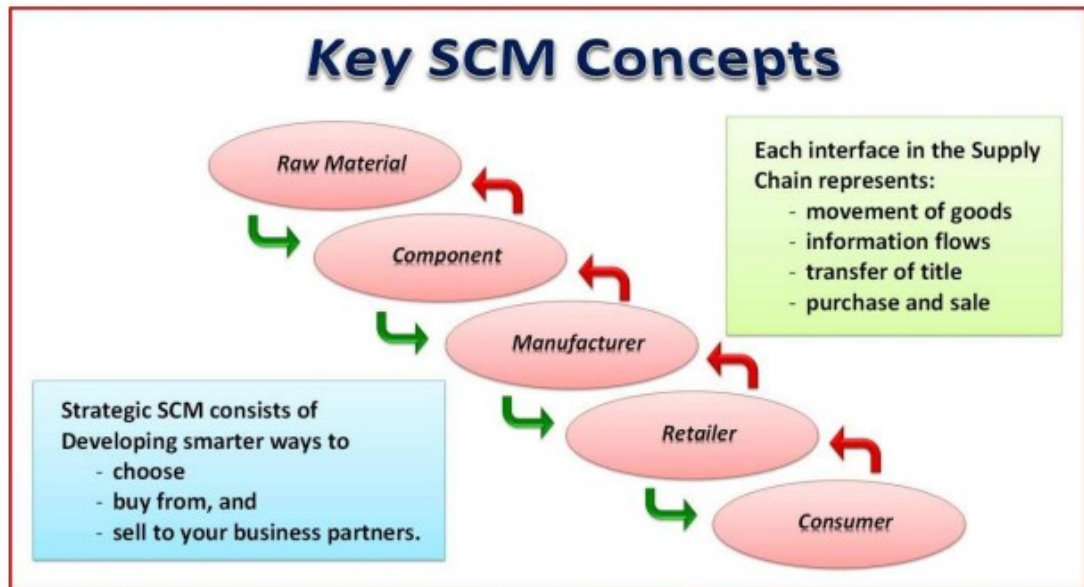 Key SCM Concepts
Raw Material
Component
Manufacturer
Retailer
Consumer
Each interface in the Supply
Chain represents:
- movement of goods
- information flows
- transfer of title
- purchase and sale
Strategic SCM consists of
Developing smarter ways to
- choose
- buy from, and
- sell to your business partners.